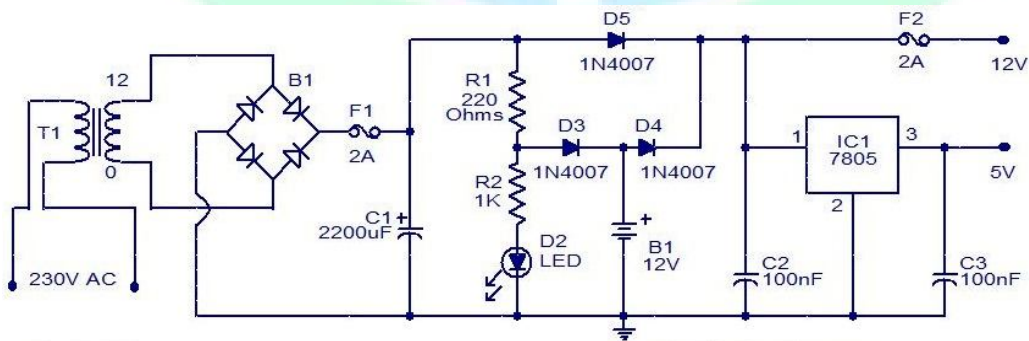 12
T1
0
230V AC
B1
F1
2A
C1 +
2200uF
R1
220
Ohms
R2
1K
D2
LED
D5
1N4007
D3
1N4007
D4
1N4007
+
B1
12V
F2
2A
12V
1
IC1
7805
3
2
5V
C2
100nF
C3
100nF